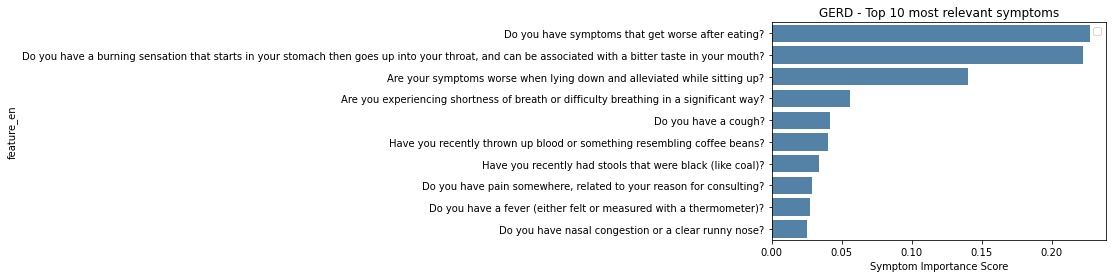 GERD - Top 10 most relevant symptoms
Do you have symptoms that get worse after eating?
Do you have a burning sensation that starts in your stomach then goes up into your throat, and can be associated with a bitter taste in your mouth?
Are your symptoms worse when lying down and alleviated while sitting up?
Are you experiencing shortness of breath or difficulty breathing in a significant way?
Do you have a cough?
Have you recently thrown up blood or something resembling coffee beans?
Have you recently had stools that were black (like coal)?
Do you have pain somewhere, related to your reason for consulting?
Do you have a fever (either felt or measured with a thermometer)?
Do you have nasal congestion or a clear runny nose?
feature_en
0.00 0.05 0.10 0.15 0.20
Symptom Importance Score